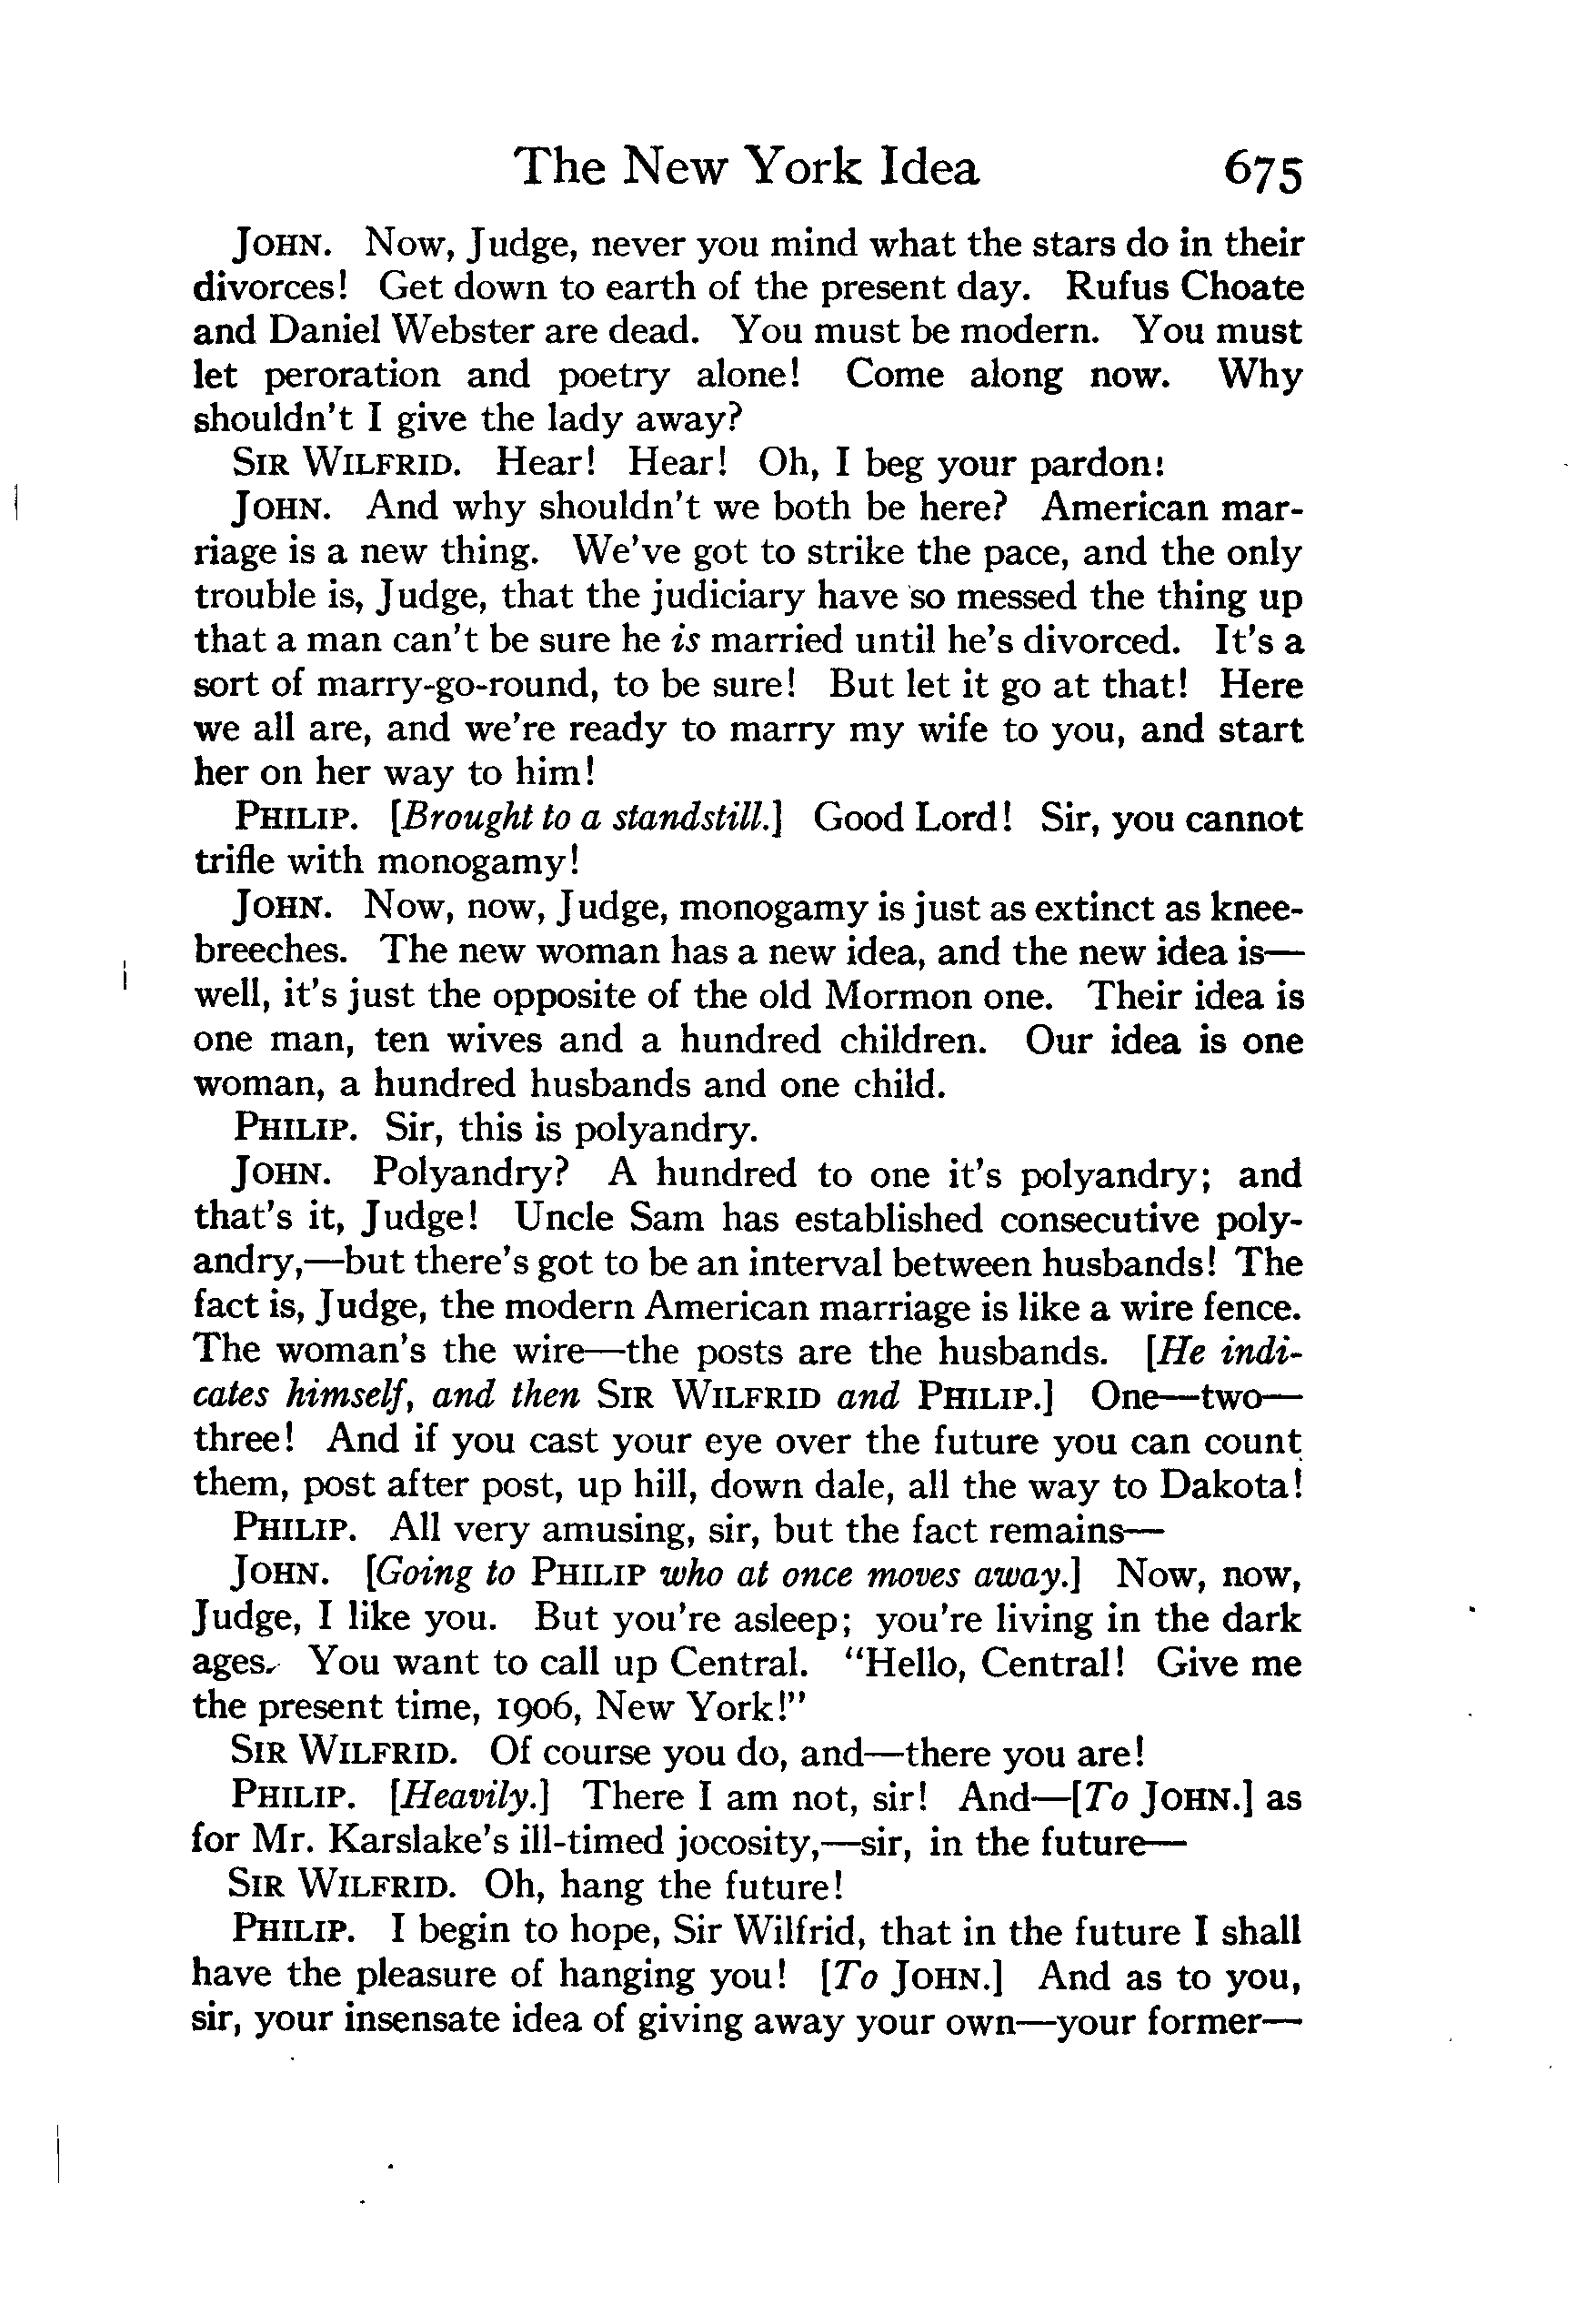 The New York Idea 675
JOHN. Now, Judge, never you mind what the stars do in their
divorces! Get down to earth of the present day. Rufus Choate
and Daniel Webster are dead. You must be modern. You must
let peroration and poetry alone! Come along now. Why
shouldn't I give the lady away?
SIR WILFRID. Hear! Hear! Oh, I beg your pardon!
JOHN. And why shouldn't we both be here? American mar-
riage is a new thing. We've got to strike the pace, and the only
trouble is, Judge, that the judiciary have so messed the thing up
that a man can't be sure he is married until he's divorced. It's a
sort of marry-go-round, to be sure! But let it go at that! Here
we all are, and we're ready to marry my wife to you, and start
her on her way to him!
PHILIP. [Brought to a standstill.] Good Lord! Sir, you cannot
trifle with monogamy!
JOHN. Now, now, Judge, monogamy is just as extinct as knee-
breeches. The new woman has a new idea, and the new idea is—
well, it's just the opposite of the old Mormon one. Their idea is
one man, ten wives and a hundred children. Our idea is one
woman, a hundred husbands and one child.
PHILIP. Sir, this is polyandry.
JOHN. Polyandry? A hundred to one it's polyandry; and
that's it, Judge! Uncle Sam has established consecutive poly-
andry,—but there's got to be an interval between husbands! The
fact is, Judge, the modern American marriage is like a wire fence.
The woman's the wire—the posts are the husbands. [He indi-
cates himself, and then SIR WILFRID and PHILIP.] One—two—
three! And if you cast your eye over the future you can count
them, post after post, up hill, down dale, all the way to Dakota!
PHILIP. All very amusing, sir, but the fact remains—
JOHN. [Going to PHILIP who at once moves away.] Now, now,
Judge, I like you. But you're asleep; you're living in the dark
ages. You want to call up Central. "Hello, Central! Give me
the present time, 1906, New York!"
SIR WILFRID. Of course you do, and—there you are!
PHILIP. [Heavily.] There I am not, sir! And—[To JOHN.] as
for Mr. Karslake's ill-timed jocosity,—sir, in the future—
SIR WILFRID. Oh, hang the future!
PHILIP. I begin to hope, Sir Wilfrid, that in the future I shall
have the pleasure of hanging you! [To JOHN.] And as to you,
sir, your insensate idea of giving away your own—your former—